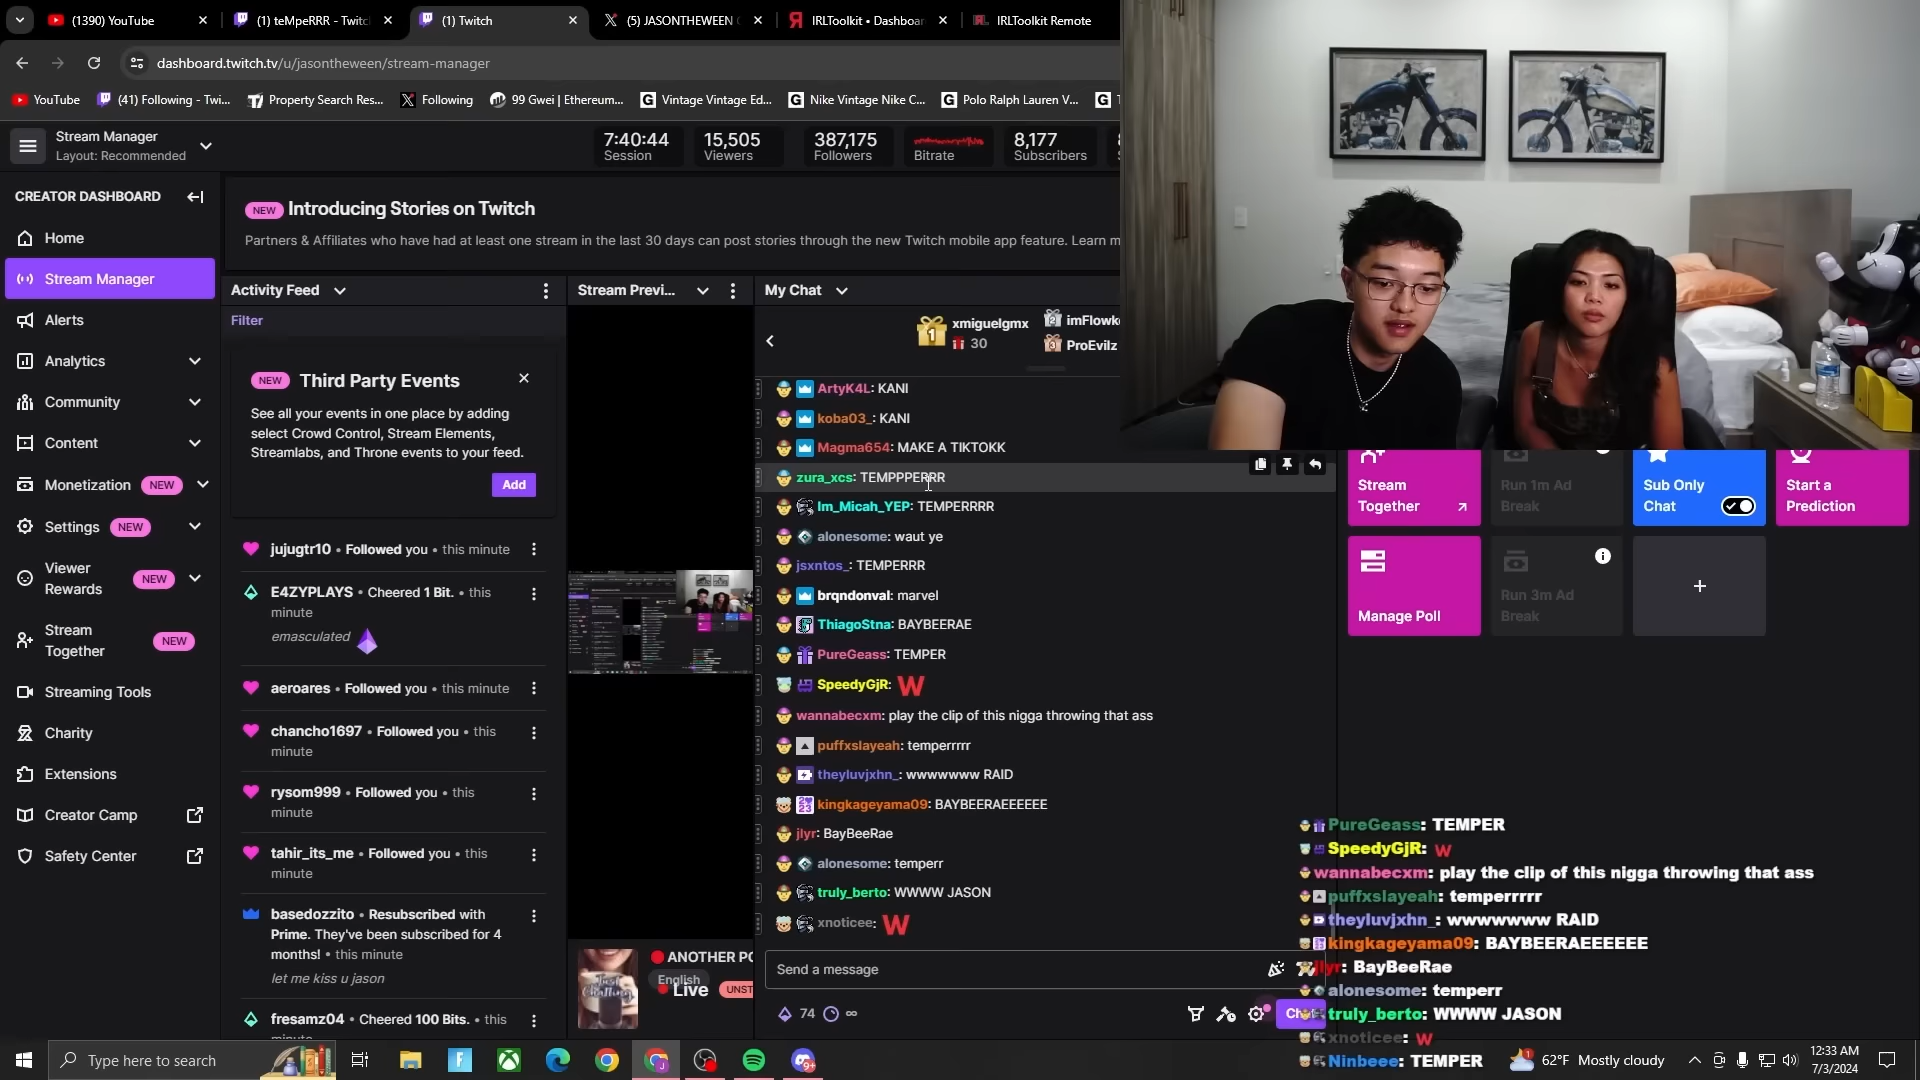 (1390) YouTube
(1) teMpeRRR - Twitc
(1) Twitch
(5) JASONTHEWEEN
IRLToolkit • Dashboa
IRLToolkit Remote
dashboard.twitch.tv/u/jasontheween/stream-manager
YouTube
(41) Following - Twi...
Property Search Res...
Following
99 Gwei | Ethereum...
Vintage Vintage Ed...
Nike Vintage Nike C...
Polo Ralph Lauren V...
Stream Manager
Layout: Recommended
7:40:44
Session
15,505
Viewers
387,175
Followers
Bitrate
8,177
Subscribers
CREATOR DASHBOARD
Home
Stream Manager
Alerts
Analytics
Community
Content
Monetization NEW
Settings NEW
Viewer Rewards NEW
Stream Together NEW
Streaming Tools
Charity
Extensions
Creator Camp
Safety Center
NEW Introducing Stories on Twitch
Partners & Affiliates who have had at least one stream in the last 30 days can post stories through the new Twitch mobile app feature. Learn m
Activity Feed
Filter
NEW Third Party Events
See all your events in one place by adding
select Crowd Control, Stream Elements,
Streamlabs, and Throne events to your feed.
Add
jujugtr10 • Followed you • this minute
E4ZYPLAYS • Cheered 1 Bit. • this
minute
emasculated
aeroares • Followed you • this minute
chancho1697 • Followed you • this
minute
rysom999 • Followed you • this
minute
tahir_its_me • Followed you • this
minute
basedozzito • Resubscribed with
Prime. They've been subscribed for 4
months! • this minute
let me kiss u jason
fresamz04 • Cheered 100 Bits. • this
Stream Previ...
ANOTHER PO
English
Live
UNST
My Chat
1 xmiguelgmx
30
2 imFlowk
3 ProEvilz
ArtyK4L: KANI
koba03_: KANI
Magma654: MAKE A TIKTOKK
zura_xcs: TEMPPPERRR
Im_Micah_YEP: TEMPERRRR
alonesome: waut ye
jsxntos_: TEMPERRR
brqndonval: marvel
ThiagoStna: BAYBEERAE
PureGeass: TEMPER
SpeedyGjR: W
wannabecxm: play the clip of this nigga throwing that ass
puffxslayeah: temperrrrr
theyluvjxhn_: wwwwwww RAID
kingkageyama09: BAYBEERAEEEEEE
jlyr: BayBeeRae
alonesome: temperr
truly_berto: WWWW JASON
xnoticee: W
Send a message
74
∞
Stream
Together
Run 1m Ad
Break
Sub Only
Chat
Start a
Prediction
Manage Poll
Run 3m Ad
Break
PureGeass: TEMPER
SpeedyGjR: W
wannabecxm: play the clip of this nigga throwing that ass
puffxslayeah: temperrrrr
theyluvjxhn_: wwwwwww RAID
kingkageyama09: BAYBEERAEEEEEE
jlyr: BayBeeRae
alonesome: temperr
truly_berto: WWWW JASON
xnoticee: W
Ninbeee: TEMPER
Type here to search
9+
62°F Mostly cloudy
12:33 AM
7/3/2024